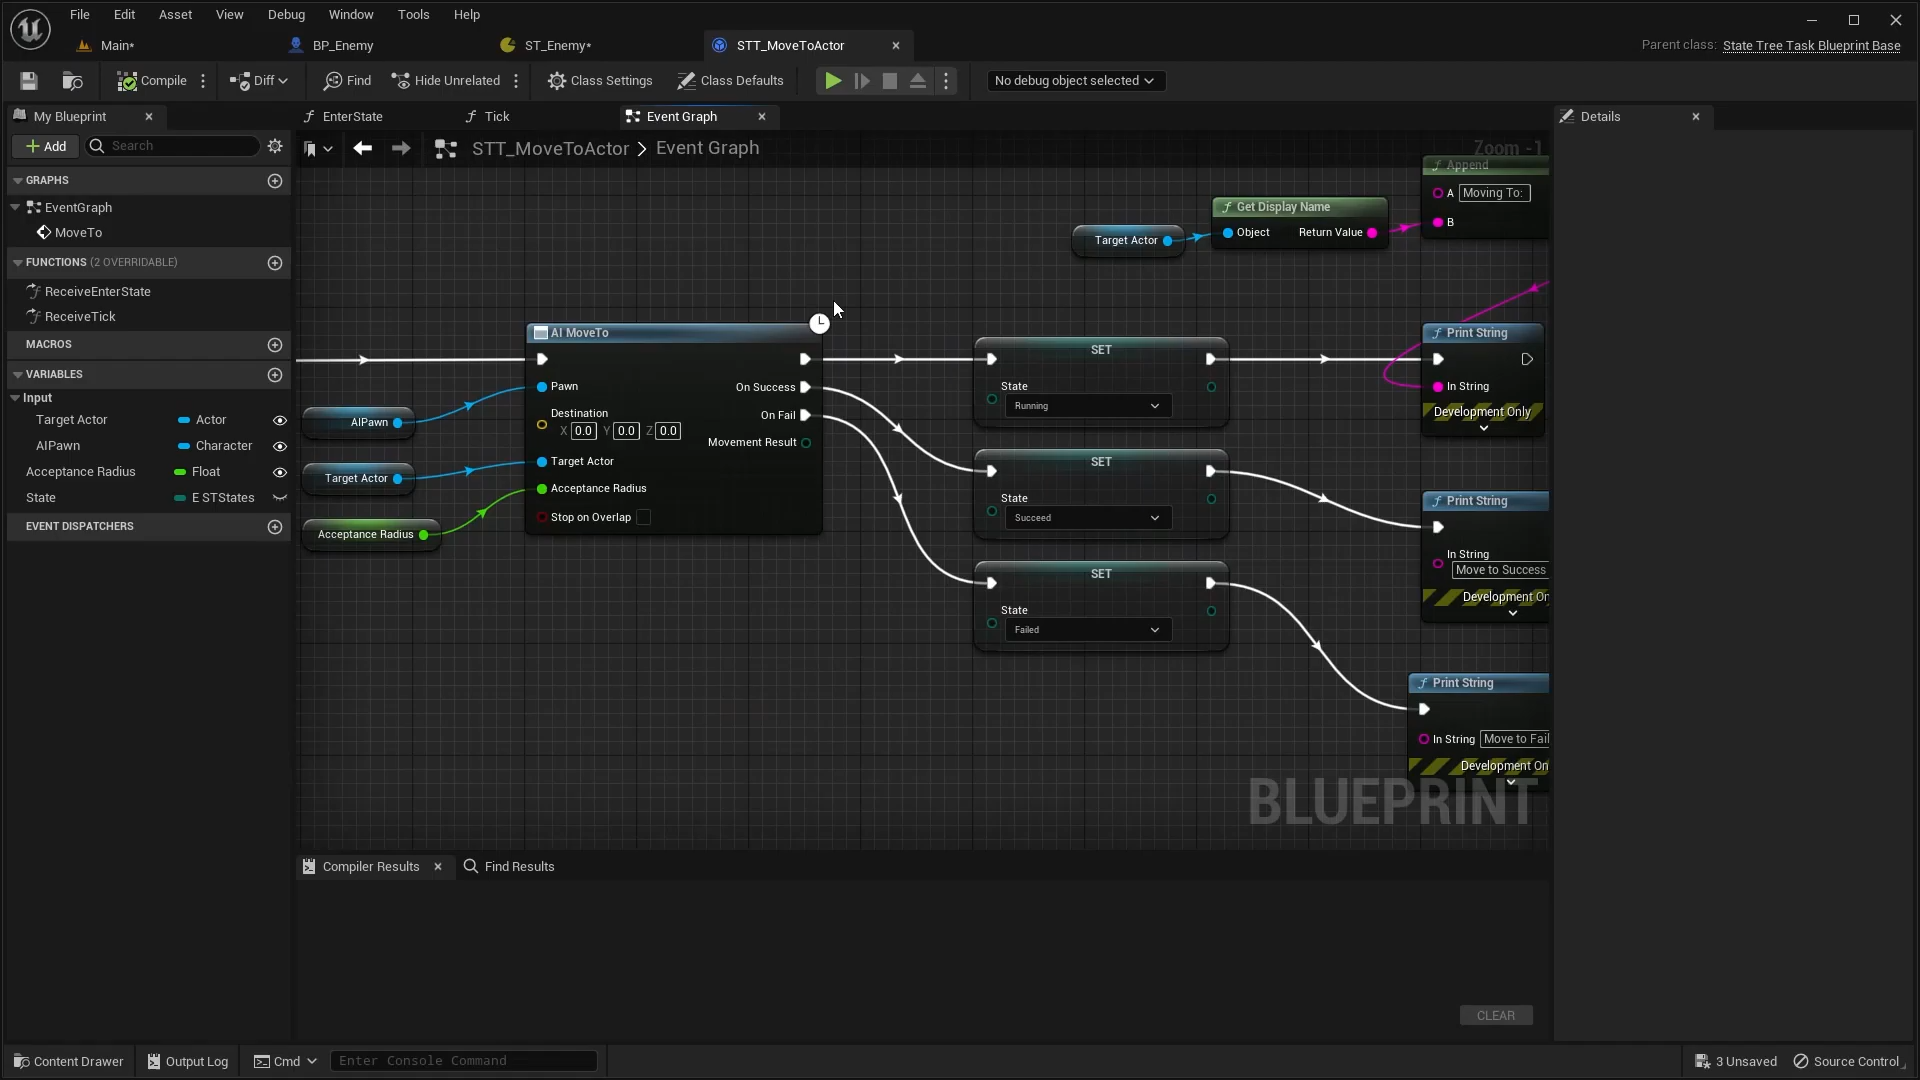 File Edit Asset View Debug Window Tools Help
Main* BP_Enemy ST_Enemy* STT_MoveToActor Parent class: State Tree Task Blueprint Base
Compile Diff Find Hide Unrelated Class Settings Class Defaults No debug object selected
My Blueprint EnterState Tick Event Graph Details
Add Search STT_MoveToActor > Event Graph Zoom -1
GRAPHS
EventGraph
MoveTo
FUNCTIONS (2 OVERRIDABLE)
ReceiveEnterState
ReceiveTick
MACROS
VARIABLES
Input
Target Actor Actor
AIPawn Character
Acceptance Radius Float
State E STStates
EVENT DISPATCHERS
Append
A Moving To:
B
Get Display Name
Object Return Value
Target Actor
AI MoveTo
Pawn On Success
Destination On Fail
X 0.0 Y 0.0 Z 0.0
Movement Result
Target Actor
Acceptance Radius
Stop on Overlap
AIPawn
Target Actor
Acceptance Radius
SET
State
Running
SET
State
Succeed
SET
State
Failed
Print String
In String
Development Only
Print String
In String
Move to Success
Development On
Print String
In String Move to Fail
Development On
BLUEPRINT
Compiler Results Find Results
CLEAR
Content Drawer Output Log Cmd Enter Console Command 3 Unsaved Source Control